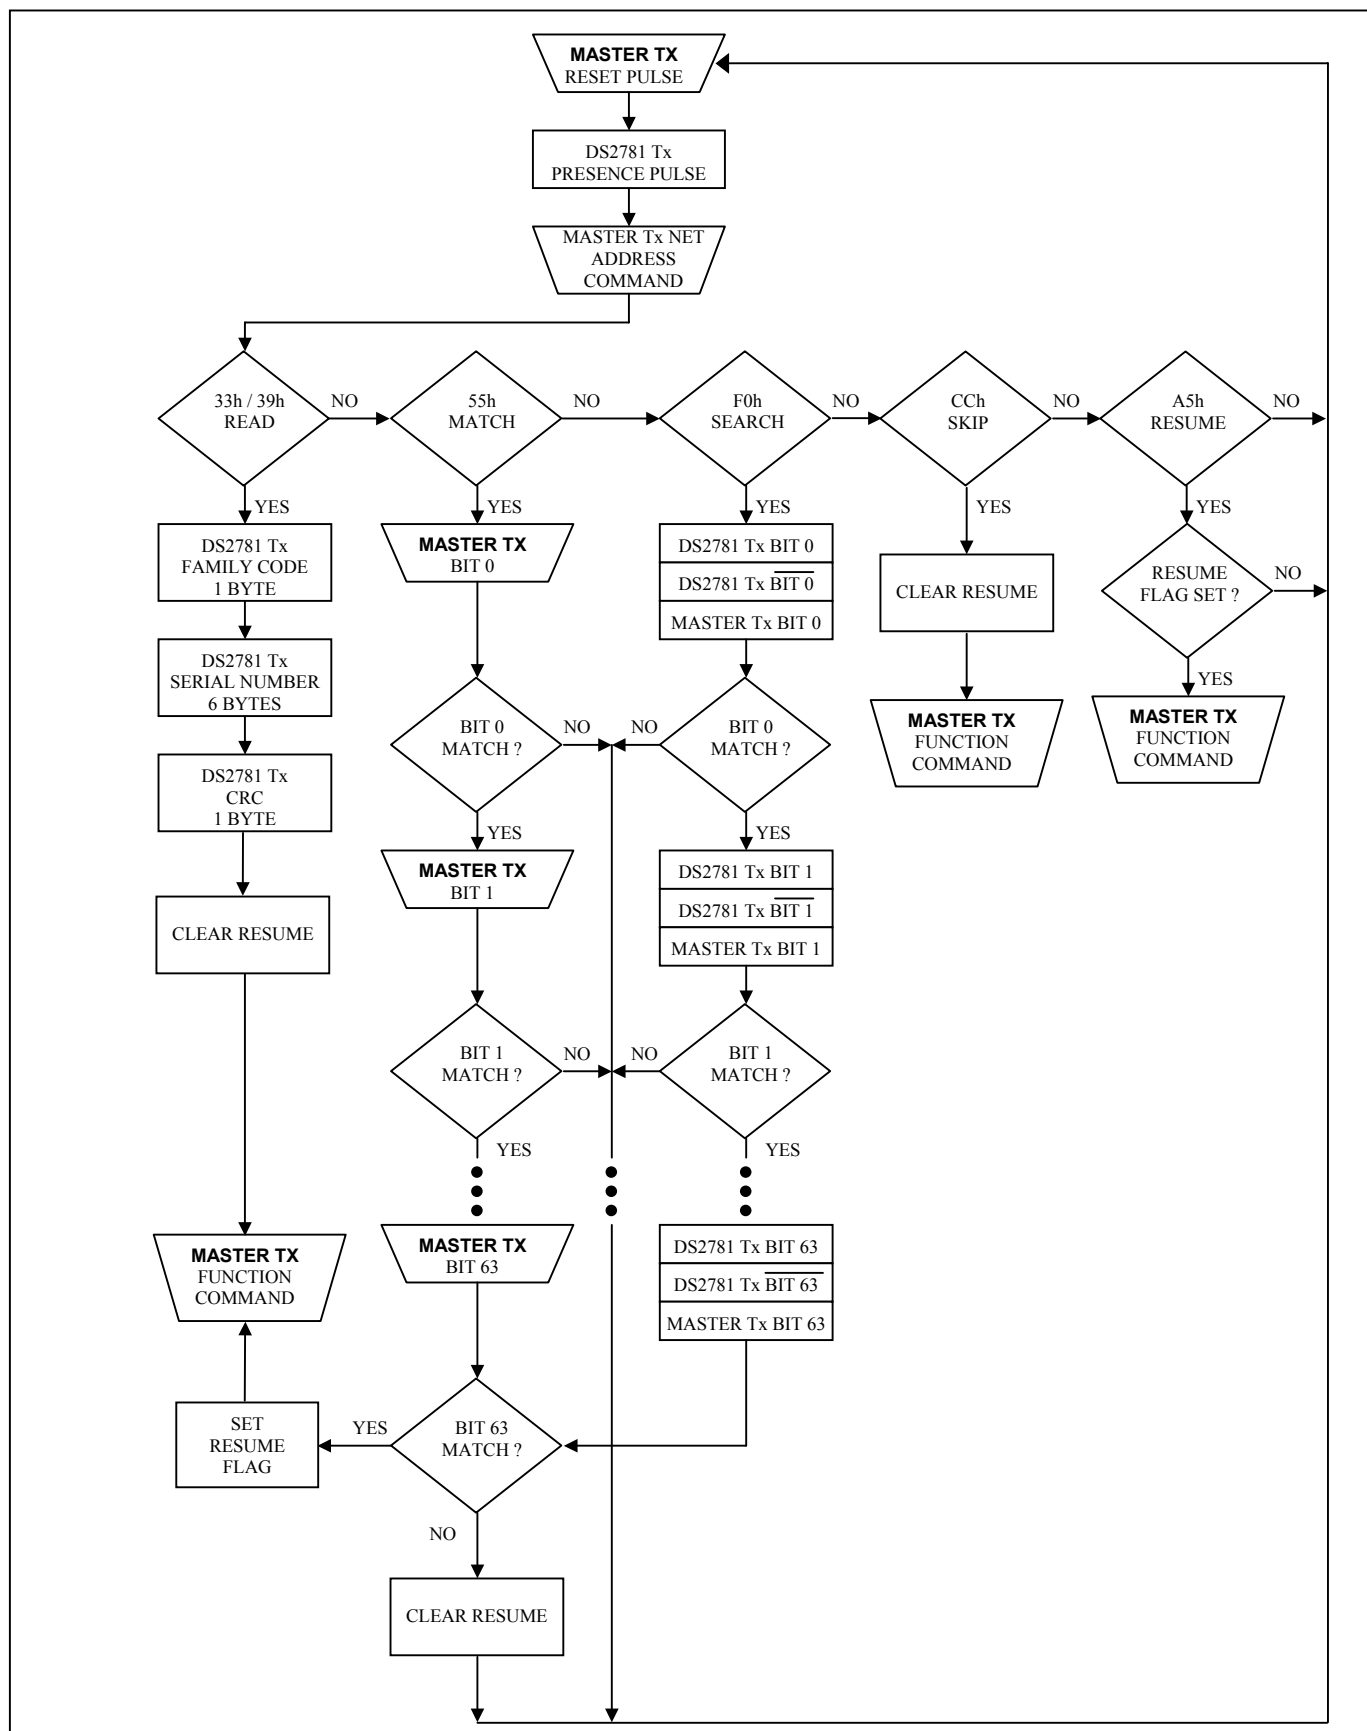 MASTER TX
RESET PULSE
DS2781 Tx
PRESENCE PULSE
MASTER Tx NET
ADDRESS
COMMAND
33h / 39h
READ
NO
55h
MATCH
NO
F0h
SEARCH
NO
CCh
SKIP
NO
A5h
RESUME
NO
YES
YES
YES
YES
YES
DS2781 Tx
FAMILY CODE
1 BYTE
DS2781 Tx
SERIAL NUMBER
6 BYTES
DS2781 Tx
CRC
1 BYTE
CLEAR RESUME
MASTER TX
FUNCTION
COMMAND
SET
RESUME
FLAG
MASTER TX
BIT 0
BIT 0
MATCH ?
NO
YES
MASTER TX
BIT 1
BIT 1
MATCH ?
NO
YES
MASTER TX
BIT 63
BIT 63
MATCH ?
YES
NO
CLEAR RESUME
DS2781 Tx BIT 0
DS2781 Tx BIT 0
MASTER Tx BIT 0
NO
BIT 0
MATCH ?
YES
DS2781 Tx BIT 1
DS2781 Tx BIT 1
MASTER Tx BIT 1
NO
BIT 1
MATCH ?
YES
DS2781 Tx BIT 63
DS2781 Tx BIT 63
MASTER Tx BIT 63
CLEAR RESUME
MASTER TX
FUNCTION
COMMAND
RESUME
FLAG SET ?
NO
YES
MASTER TX
FUNCTION
COMMAND